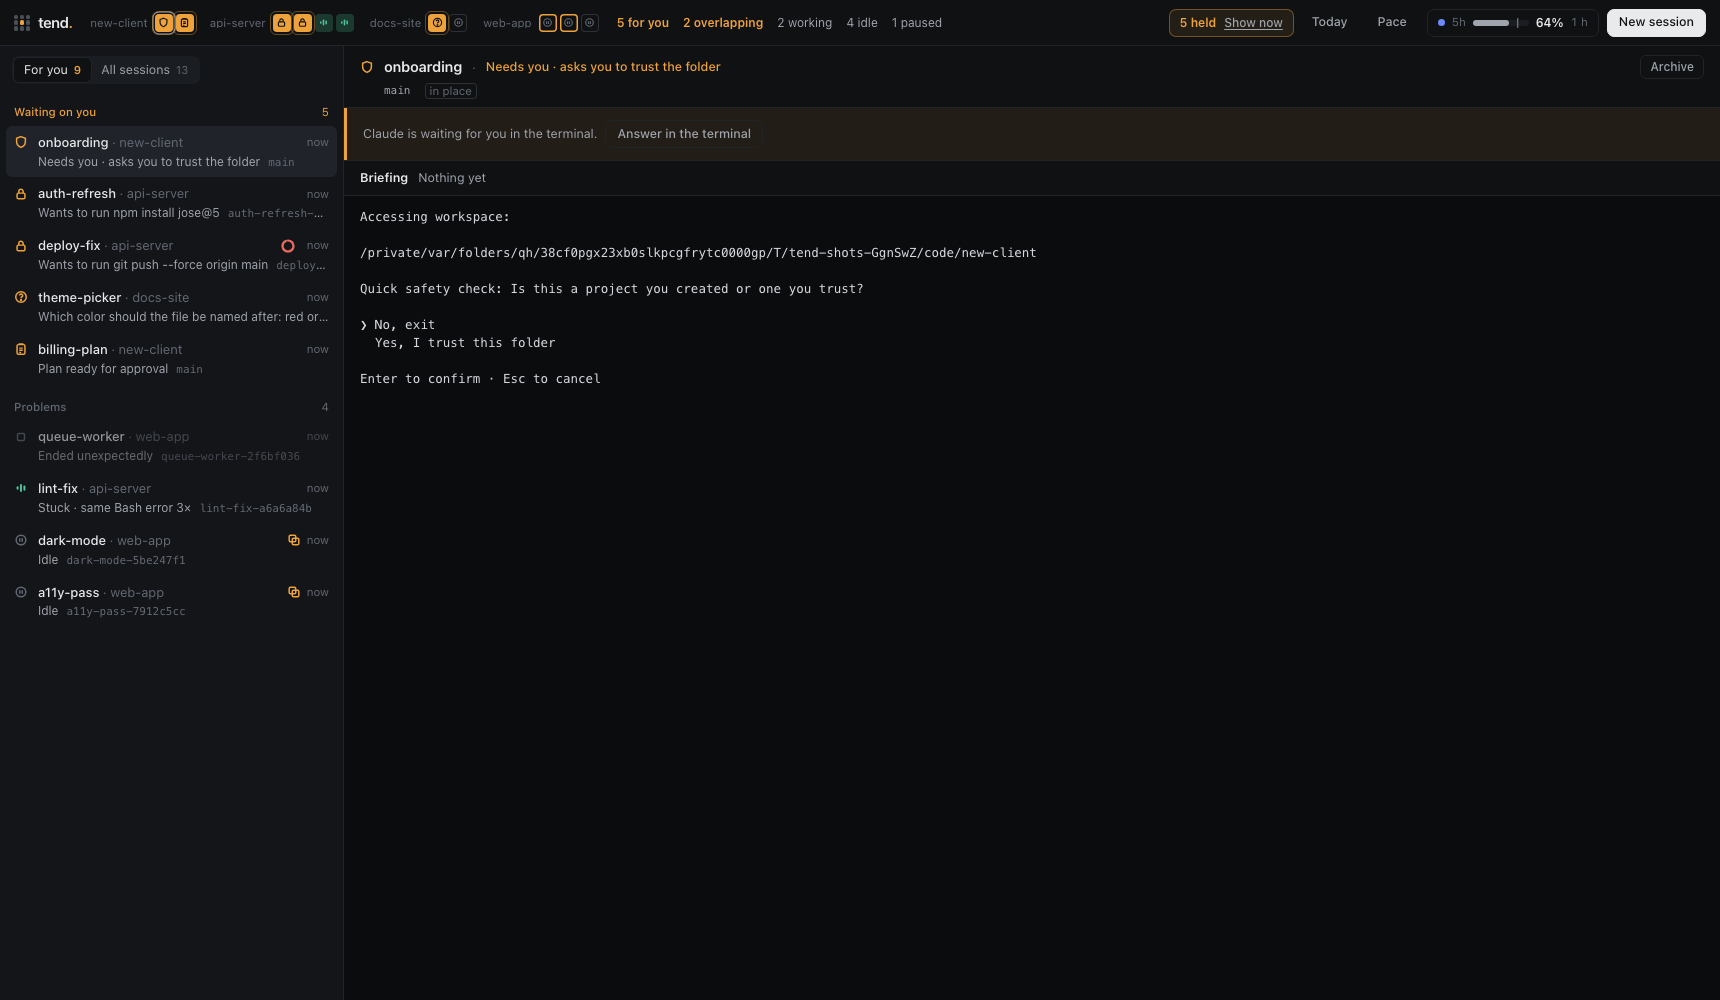 tend. new-client api-server docs-site web-app 5 for you 2 overlapping 2 working 4 idle 1 paused 5 held Show now Today Pace 5h 64% 1 h New session
For you 9 All sessions 13
Waiting on you 5
onboarding · new-client now
Needs you · asks you to trust the folder main
auth-refresh · api-server now
Wants to run npm install jose@5 auth-refresh-…
deploy-fix · api-server now
Wants to run git push --force origin main deploy…
theme-picker · docs-site now
Which color should the file be named after: red or…
billing-plan · new-client now
Plan ready for approval main
Problems 4
queue-worker · web-app now
Ended unexpectedly queue-worker-2f6bf036
lint-fix · api-server now
Stuck · same Bash error 3× lint-fix-a6a6a84b
dark-mode · web-app now
Idle dark-mode-5be247f1
a11y-pass · web-app now
Idle a11y-pass-7912c5cc
onboarding · Needs you · asks you to trust the folder Archive
main in place
Claude is waiting for you in the terminal. Answer in the terminal
Briefing Nothing yet
Accessing workspace:
/private/var/folders/qh/38cf0pgx23xb0slkpcgfrytc0000gp/T/tend-shots-GgnSwZ/code/new-client
Quick safety check: Is this a project you created or one you trust?
❯ No, exit
Yes, I trust this folder
Enter to confirm · Esc to cancel